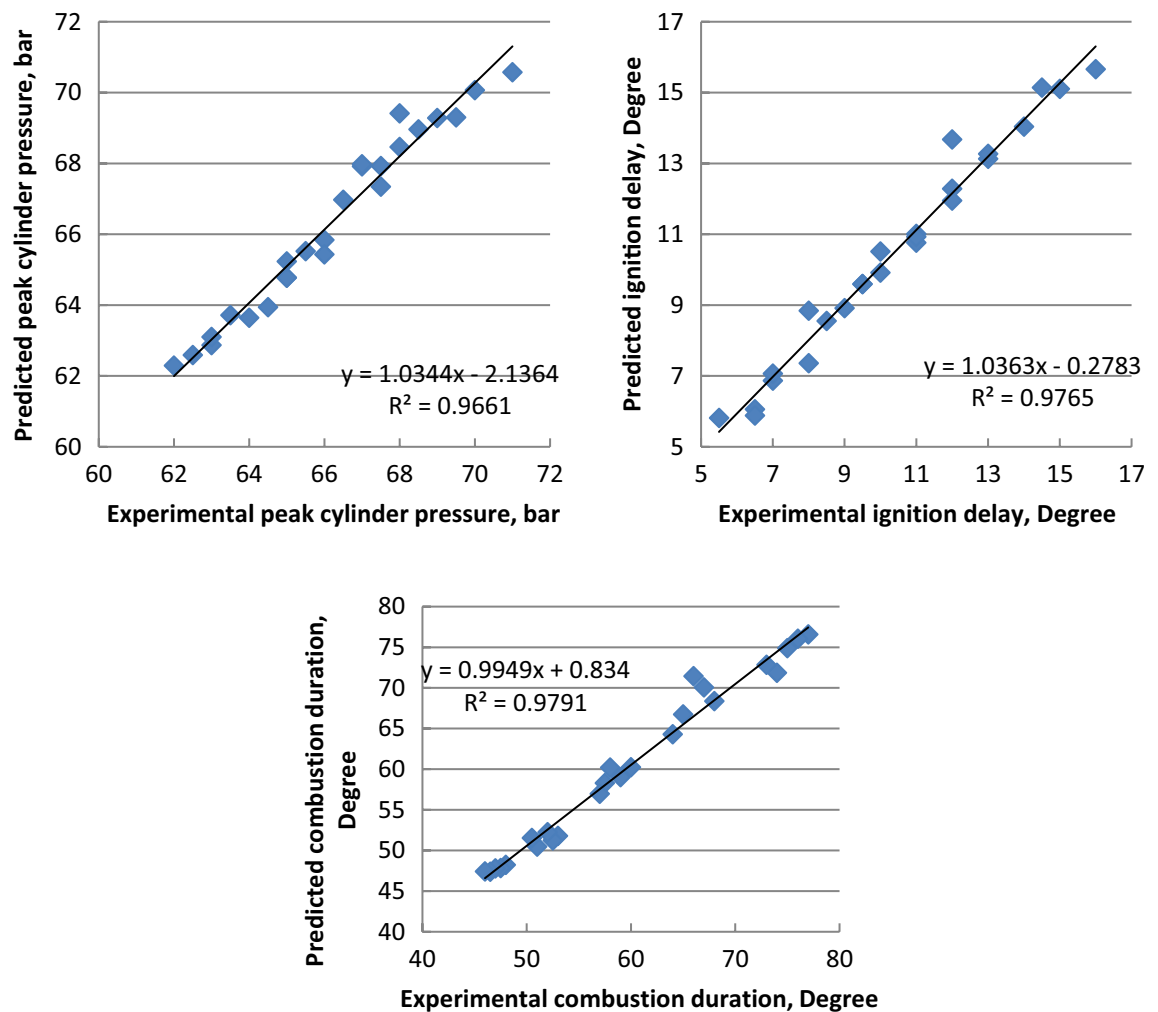 Predicted peak cylinder pressure, bar
72
70
68
66
64
62
60
y = 1.0344x - 2.1364
R² = 0.9661
60 62 64 66 68 70 72
Experimental peak cylinder pressure, bar
Predicted ignition delay, Degree
17
15
13
11
9
7
5
y = 1.0363x - 0.2783
R² = 0.9765
5 7 9 11 13 15 17
Experimental ignition delay, Degree
Predicted combustion duration,
Degree
80
75
70
65
60
55
50
45
40
y = 0.9949x + 0.834
R² = 0.9791
40 50 60 70 80
Experimental combustion duration, Degree